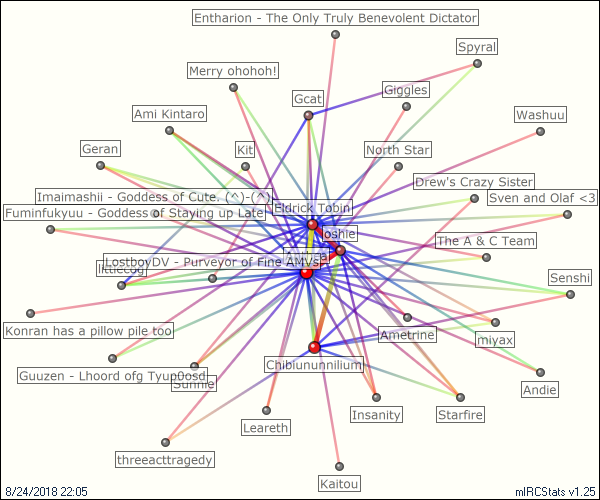 Entharion - The Only Truly Benevolent Dictator
Spyral
Merry ohohoh!
Giggles
Gcat
Ami Kintaro
Washuu
Geran
Kit
North Star
Drew's Crazy Sister
Imaimashii - Goddess of Cute. (^)-(^)
Sven and Olaf <3
Eldrick Tobin
Fuminfukyuu - Goddess of Staying up Late
Joshie
The A & C Team
LostboyDV - Purveyor of Fine AMVs
littlecog
Senshi
Konran has a pillow pile too
Ametrine
miyax
Chibiununnilium
Guuzen - Lhoord ofg Tyup0osd
Sunnie
Andie
Insanity
Starfire
Leareth
threeacttragedy
Kaitou
8/24/2018 22:05
mIRCStats v1.25